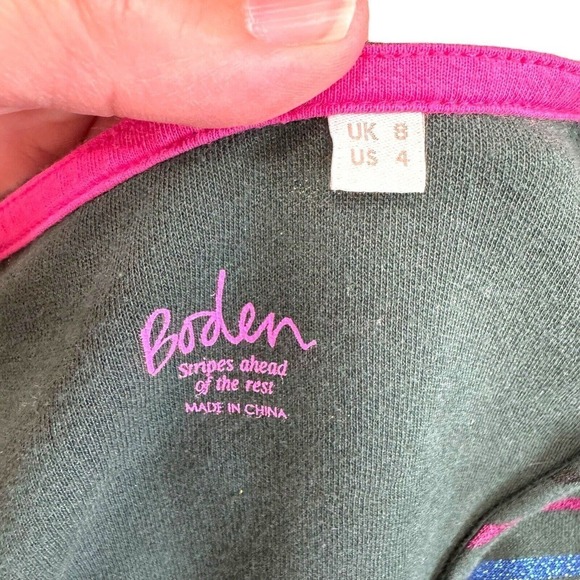 UK 8
US 4
Boden
Stripes ahead
of the rest
MADE IN CHINA